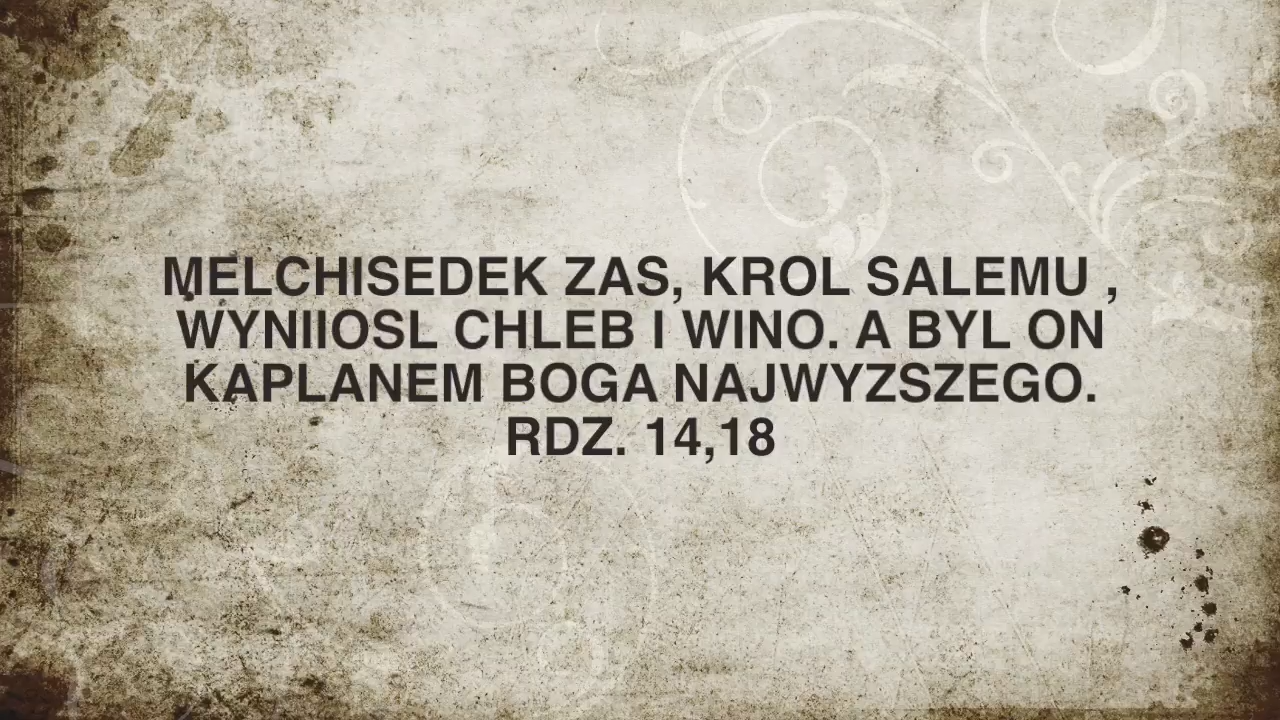 MELCHISEDEK ZAS, KROL SALEMU ,
WYNIIOSL CHLEB I WINO. A BYL ON
KAPLANEM BOGA NAJWYZSZEGO.
RDZ. 14,18